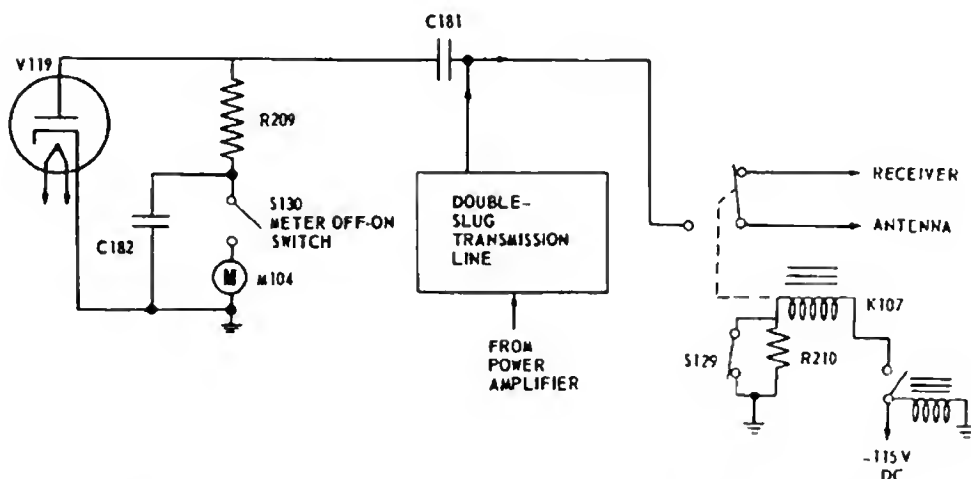 C181
V119
R209
S130
METER OFF-ON
SWITCH
C182
M
M104
DOUBLE-
SLUG
TRANSMISSION
LINE
FROM
POWER
AMPLIFIER
RECEIVER
ANTENNA
K107
S129
R210
-115V
DC